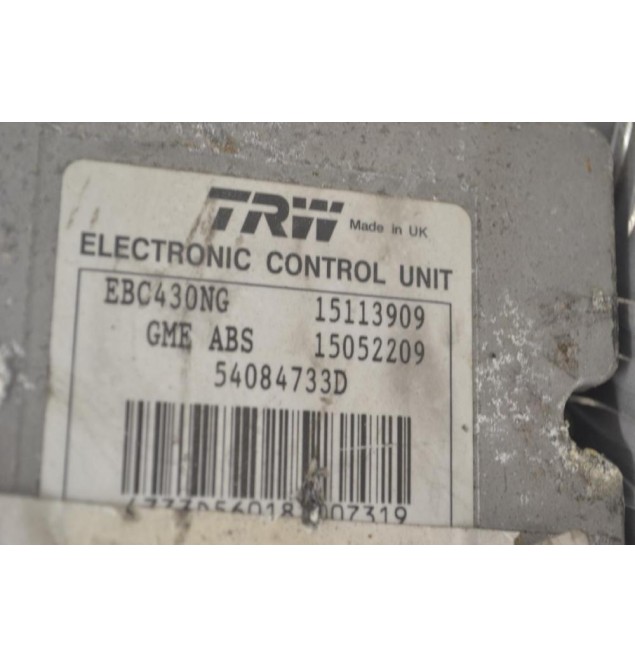 TRW Made in UK
ELECTRONIC CONTROL UNIT
EBC430NG 15113909
GME ABS 15052209
54084733D